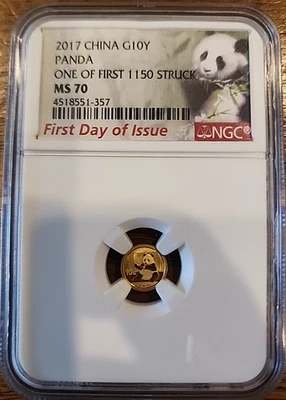 2017 CHINA G10Y
PANDA
ONE OF FIRST 1150 STRUCK
MS 70
4518551-357
First Day of Issue
NGC